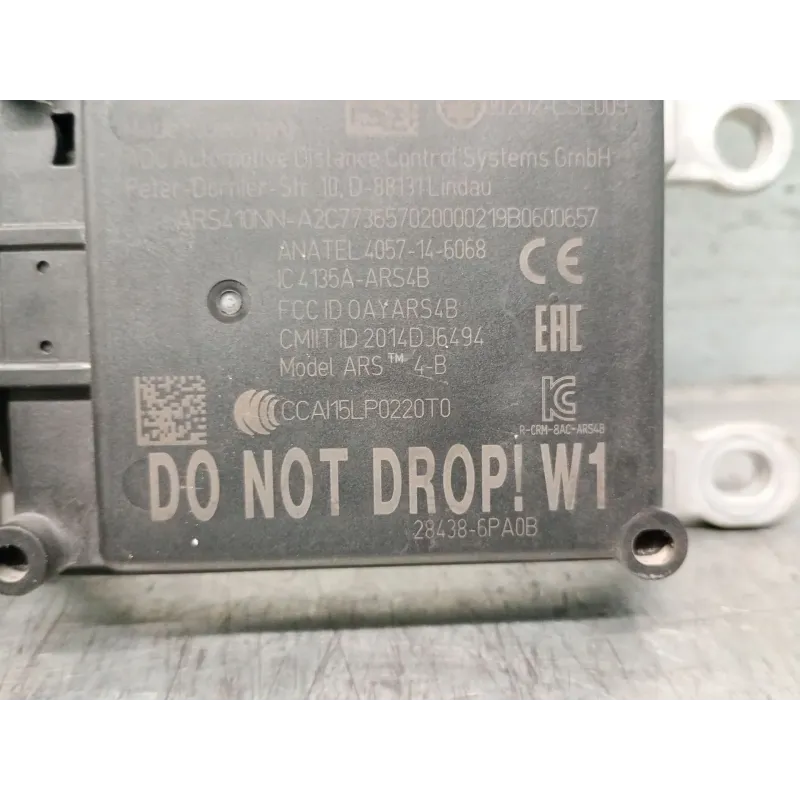 ADC Automotive Distance Control Systems GmbH
Peter-Dornier-Str. 10, D-88131 Lindau
ARS410NN-A2C773657020000219B0600657
ANATEL 4057-14-6068
IC 4135A-ARS4B
FCC ID OAYARS4B
CMIIT ID 2014DJ6494
Model ARS™ 4-B
CE
EAC
CCAI15LP0220T0
R-CRM-8AC-ARS4B
DO NOT DROP! W1
28438-6PA0B